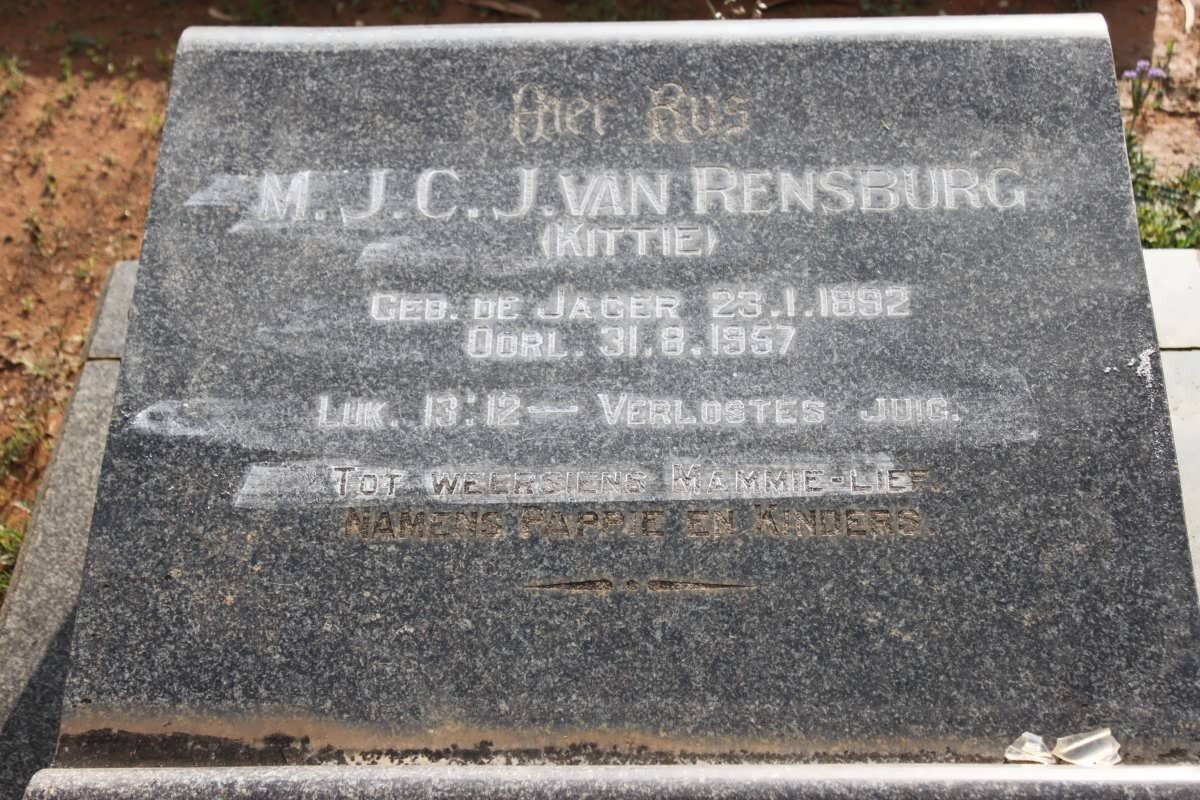 Hier Rus
M.J.C.J. VAN RENSBURG
(KITTIE)
GEB. DE JAGER 23.1.1892
OORL. 31.8.1957
LUK. 13:12 — VERLOSTES JUIG.
TOT WEERSIENS MAMMIE-LIEF.
NAMENS PAPPIE EN KINDERS.